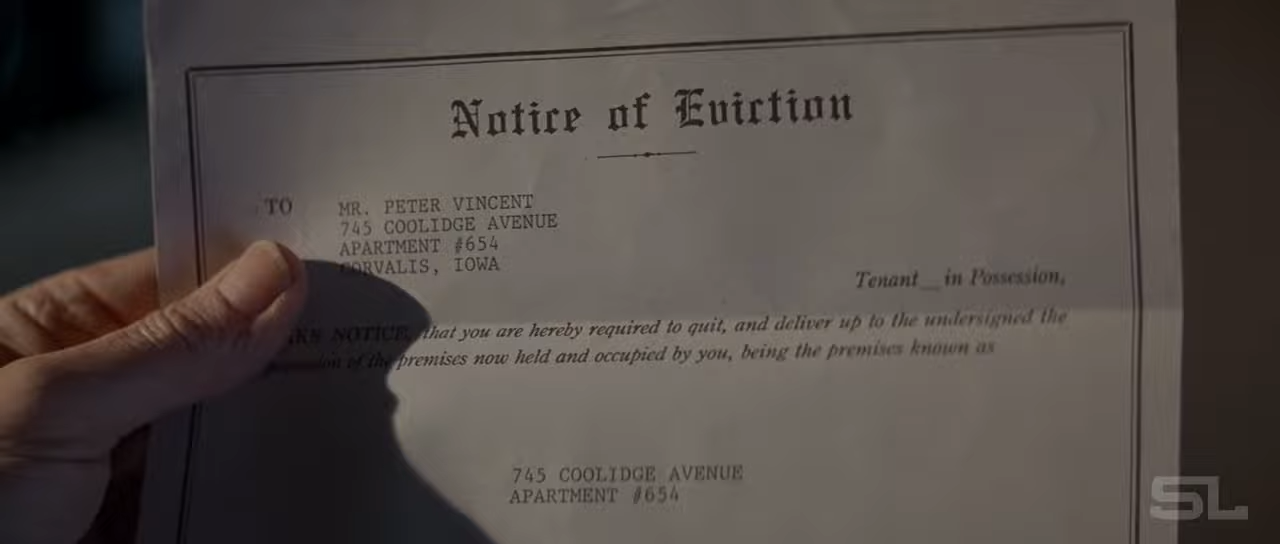 Notice of Eviction
TO MR. PETER VINCENT
745 COOLIDGE AVENUE
APARTMENT #654
CORVALIS, IOWA
Tenant__in Possession,
NOTICE, that you are hereby required to quit, and deliver up to the undersigned the
of the premises now held and occupied by you, being the premises known as
745 COOLIDGE AVENUE
APARTMENT #654
SL